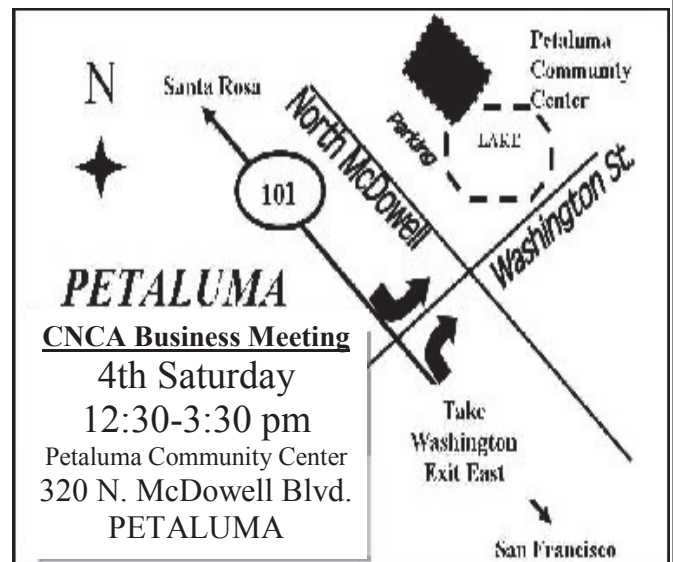 N
Santa Rosa
101
North McDowell
Parking
LAKE
Petaluma
Community
Center
Washington St.
PETALUMA
CNCA Business Meeting
4th Saturday
12:30-3:30 pm
Petaluma Community Center
320 N. McDowell Blvd.
PETALUMA
Take
Washington
Exit East
San Francisco